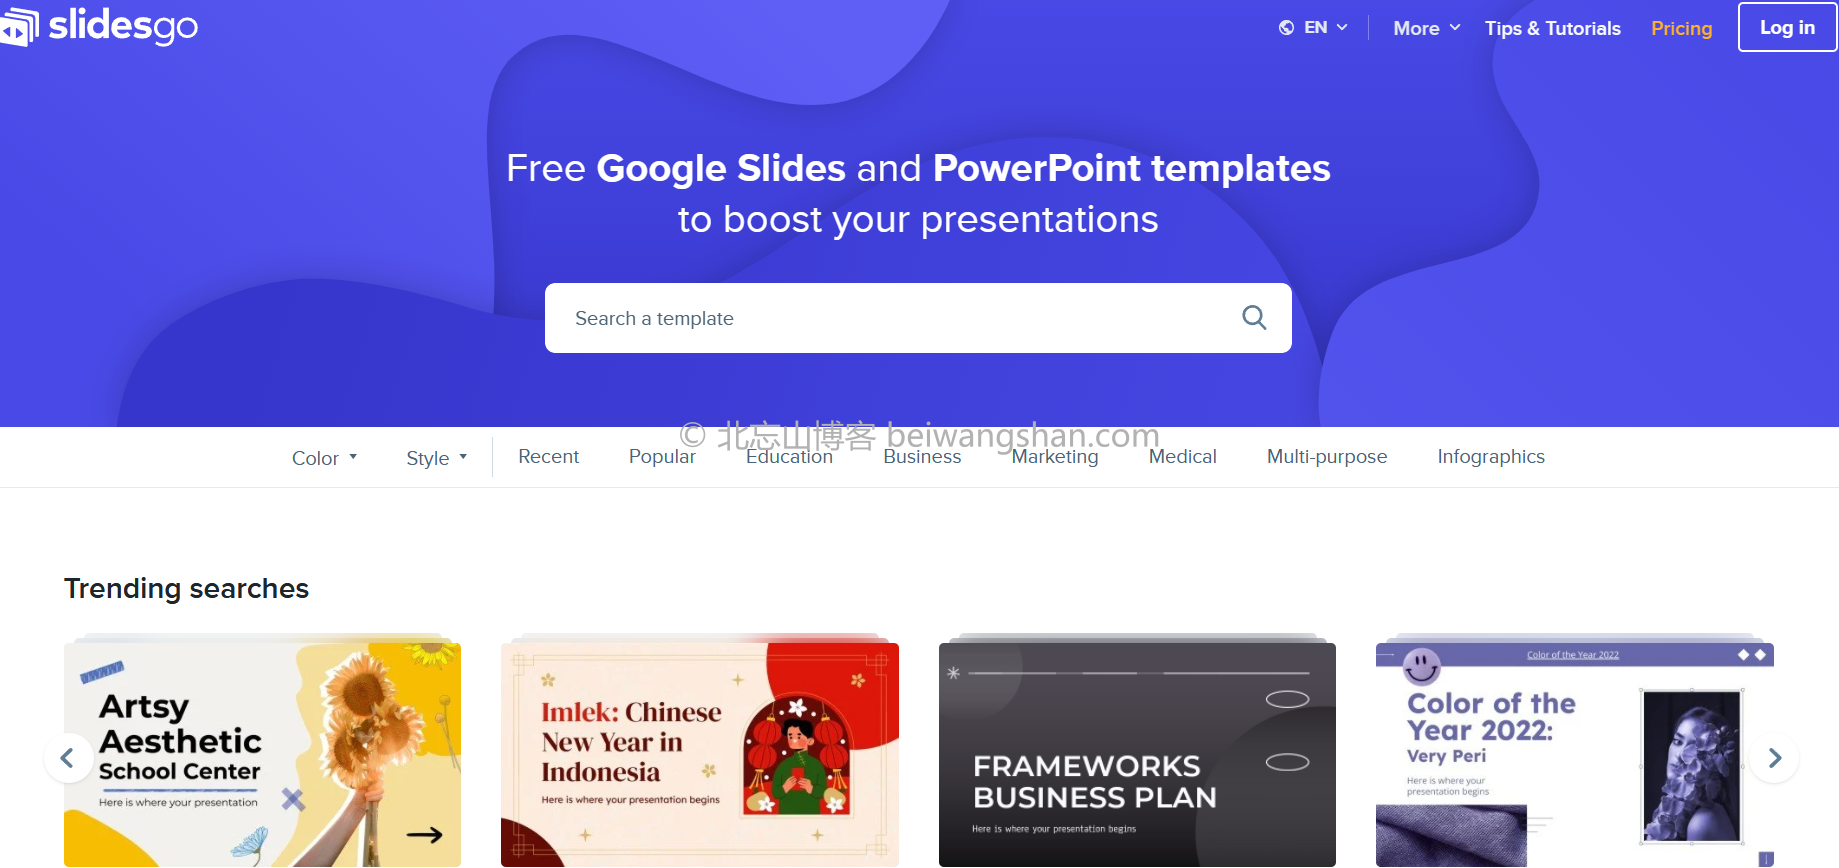 slidesgo
EN
More
Tips & Tutorials
Pricing
Log in
Free Google Slides and PowerPoint templates
to boost your presentations
Search a template
© 北忘山博客 beiwangshan.com
Color
Style
Recent
Popular
Education
Business
Marketing
Medical
Multi-purpose
Infographics
Trending searches
Artsy
Aesthetic
School Center
Here is where your presentation
Imlek: Chinese
New Year in
Indonesia
Here is where your presentation begins
FRAMEWORKS
BUSINESS PLAN
Here is where your presentation begins
Color of the Year 2022
Color of the
Year 2022:
Very Peri
Here is where your
presentation begins